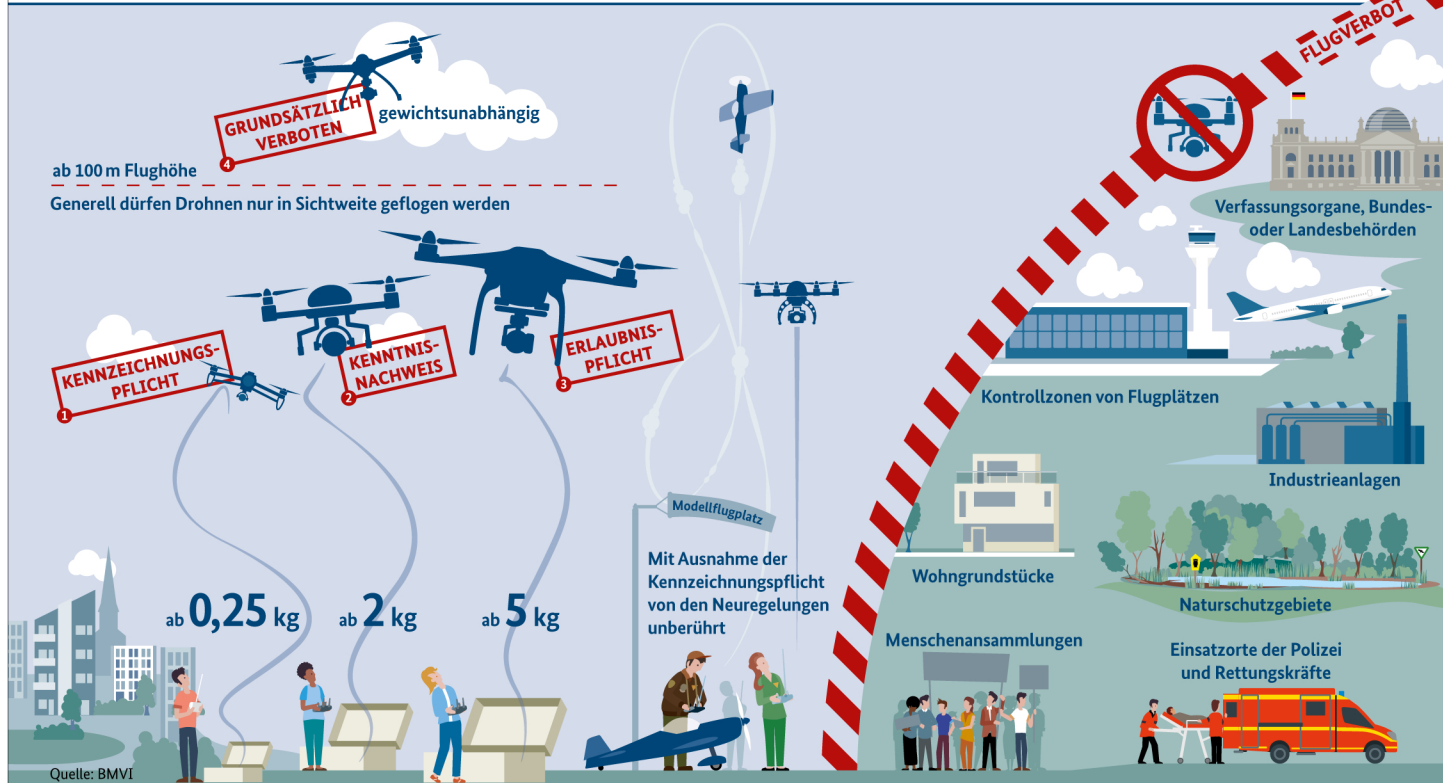 FLUGVERBOT
GRUNDSÄTZLICH
VERBOTEN
4
gewichtsunabhängig
ab 100 m Flughöhe
Generell dürfen Drohnen nur in Sichtweite geflogen werden
KENNZEICHNUNGS-
PFLICHT
1
KENNTNIS-
NACHWEIS
2
ERLAUBNIS-
PFLICHT
3
ab 0,25 kg
ab 2 kg
ab 5 kg
Modellflugplatz
Mit Ausnahme der
Kennzeichnungspflicht
von den Neuregelungen
unberührt
Verfassungsorgane, Bundes-
oder Landesbehörden
Kontrollzonen von Flugplätzen
Industrieanlagen
Wohngrundstücke
Naturschutzgebiete
Menschenansammlungen
Einsatzorte der Polizei
und Rettungskräfte
Quelle: BMVI